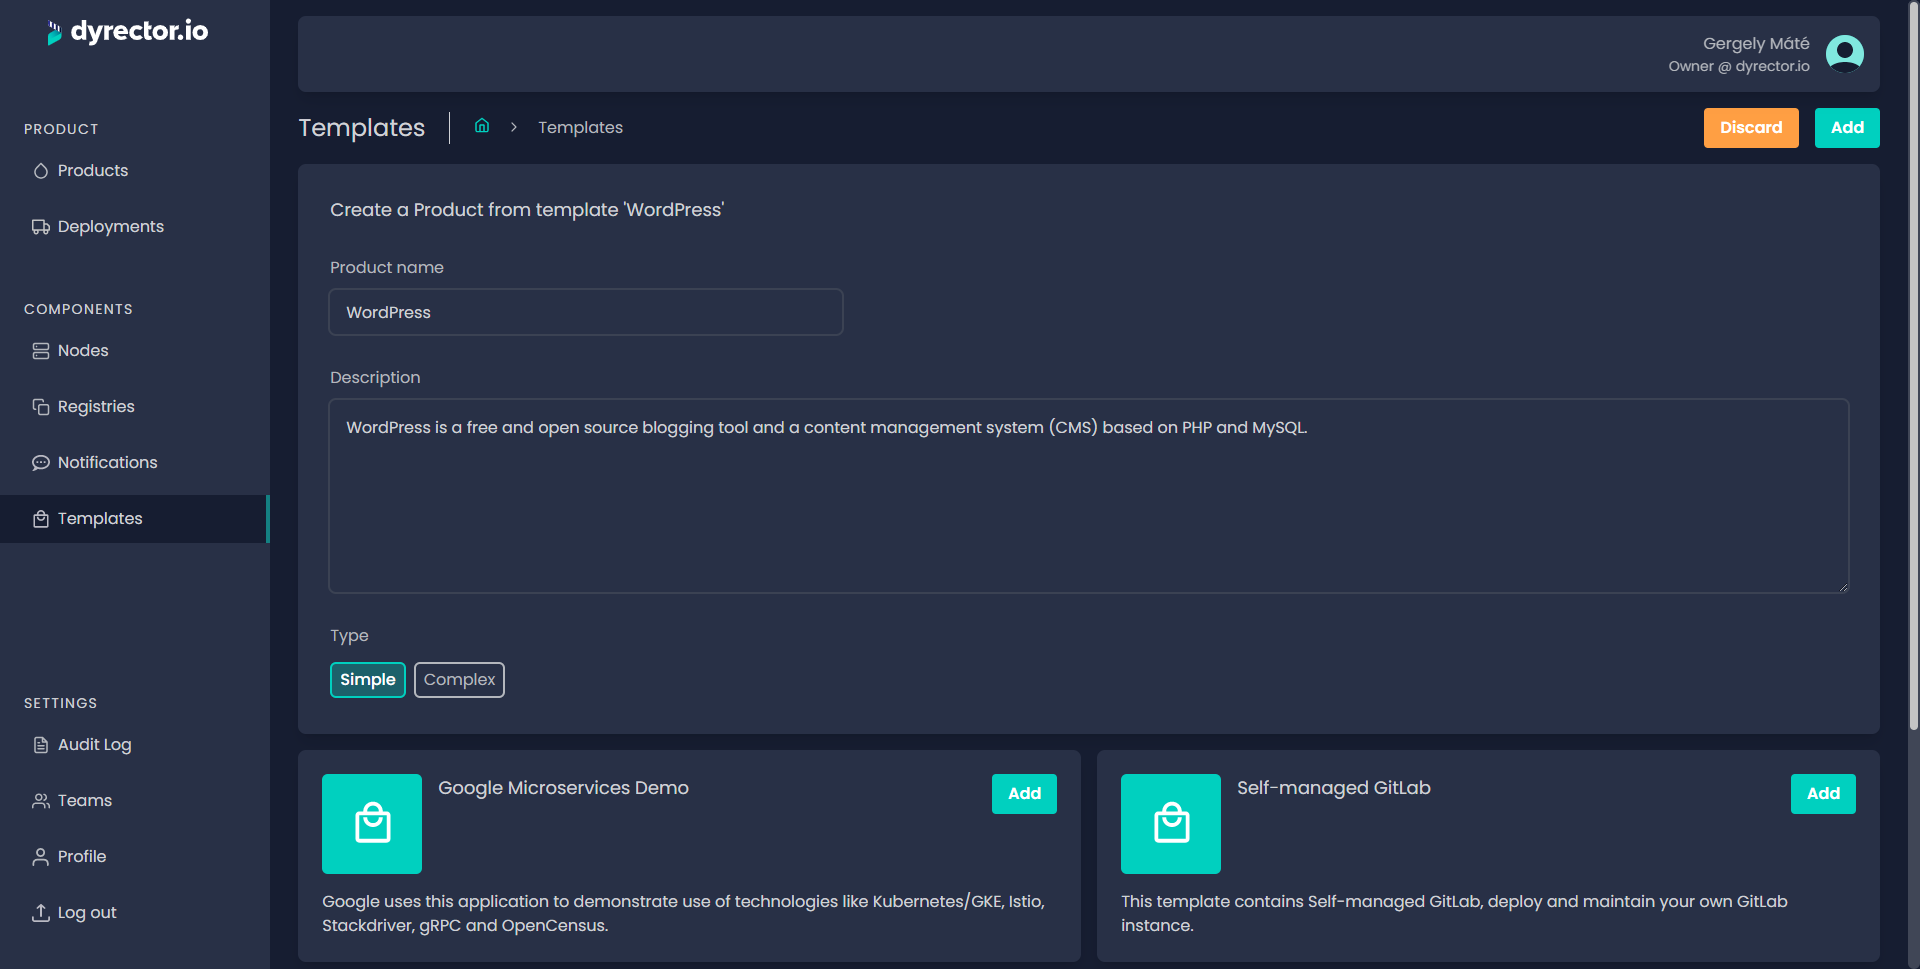 dyrector.io
Gergely Máté
Owner @ dyrector.io
PRODUCT
Products
Deployments
COMPONENTS
Nodes
Registries
Notifications
Templates
SETTINGS
Audit Log
Teams
Profile
Log out
Templates
Templates
Discard
Add
Create a Product from template 'WordPress'
Product name
WordPress
Description
WordPress is a free and open source blogging tool and a content management system (CMS) based on PHP and MySQL.
Type
Simple
Complex
Google Microservices Demo
Add
Google uses this application to demonstrate use of technologies like Kubernetes/GKE, Istio,
Stackdriver, gRPC and OpenCensus.
Self-managed GitLab
Add
This template contains Self-managed GitLab, deploy and maintain your own GitLab
instance.